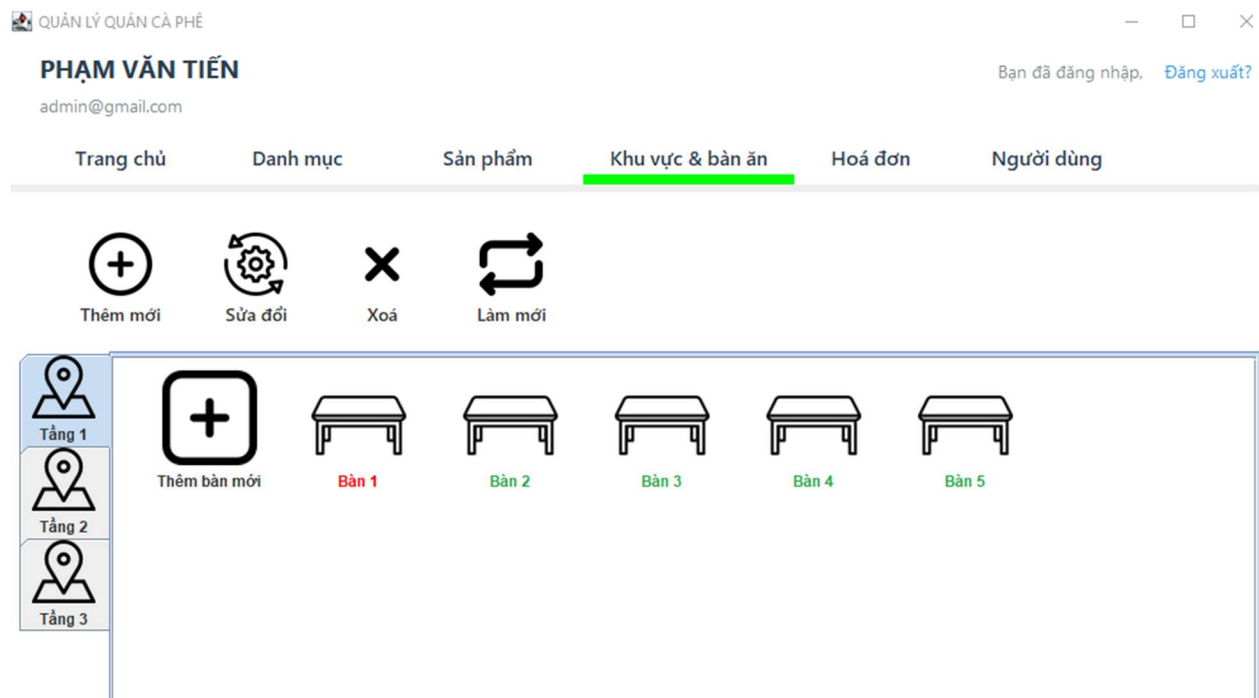 QUẢN LÝ QUÁN CÀ PHÊ
PHẠM VĂN TIẾN
Bạn đã đăng nhập, Đăng xuất?
admin@gmail.com
Trang chủ Danh mục Sản phẩm Khu vực & bàn ăn Hoá đơn Người dùng
Thêm mới Sửa đổi Xoá Làm mới
Tầng 1
Thêm bàn mới Bàn 1 Bàn 2 Bàn 3 Bàn 4 Bàn 5
Tầng 2
Tầng 3